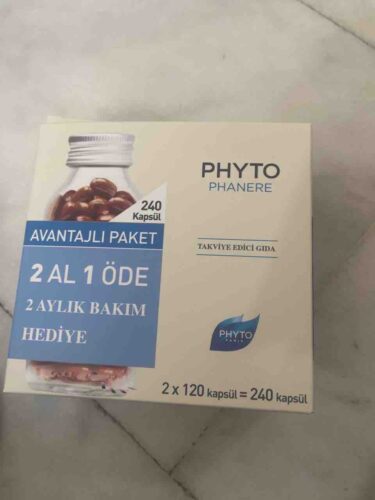 240
Kapsül
AVANTAJLI PAKET
2 AL 1 ÖDE
2 AYLIK BAKIM
HEDİYE
PHYTO
PHANERE
TAKVİYE EDİCİ GIDA
PHYTO
PARIS
2 x 120 kapsül = 240 kapsül